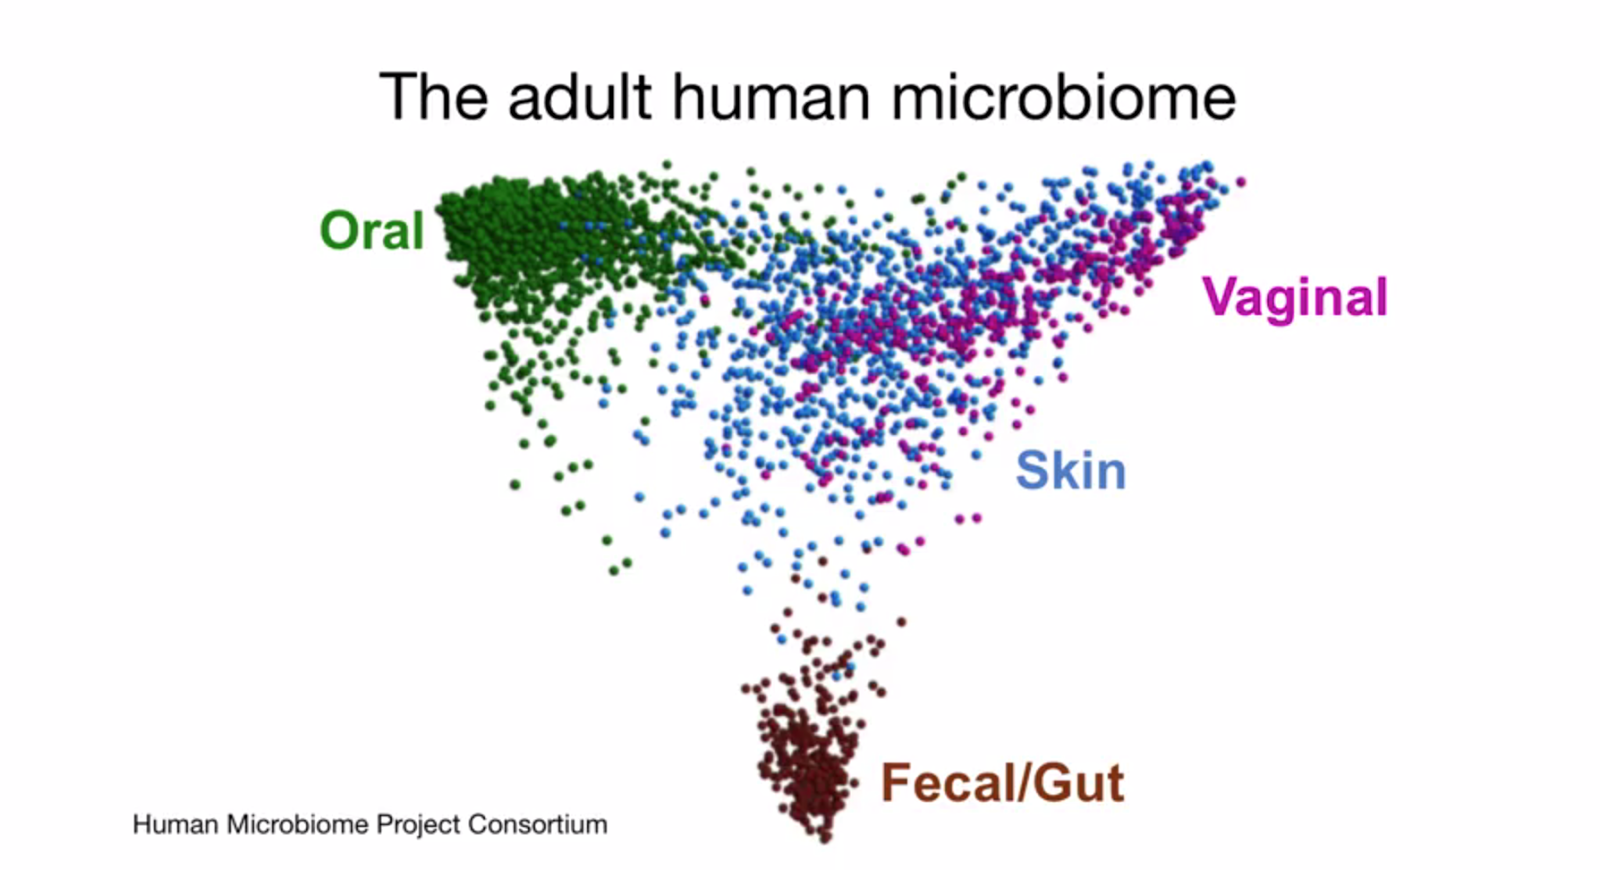 The adult human microbiome
Oral
Vaginal
Skin
Fecal/Gut
Human Microbiome Project Consortium